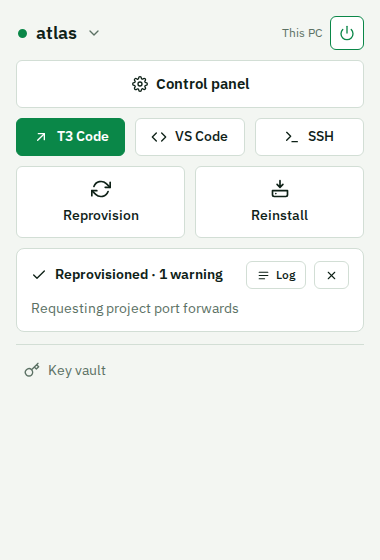 atlas
This PC
Control panel
T3 Code
VS Code
SSH
Reprovision
Reinstall
Reprovisioned · 1 warning
Log
Requesting project port forwards
Key vault